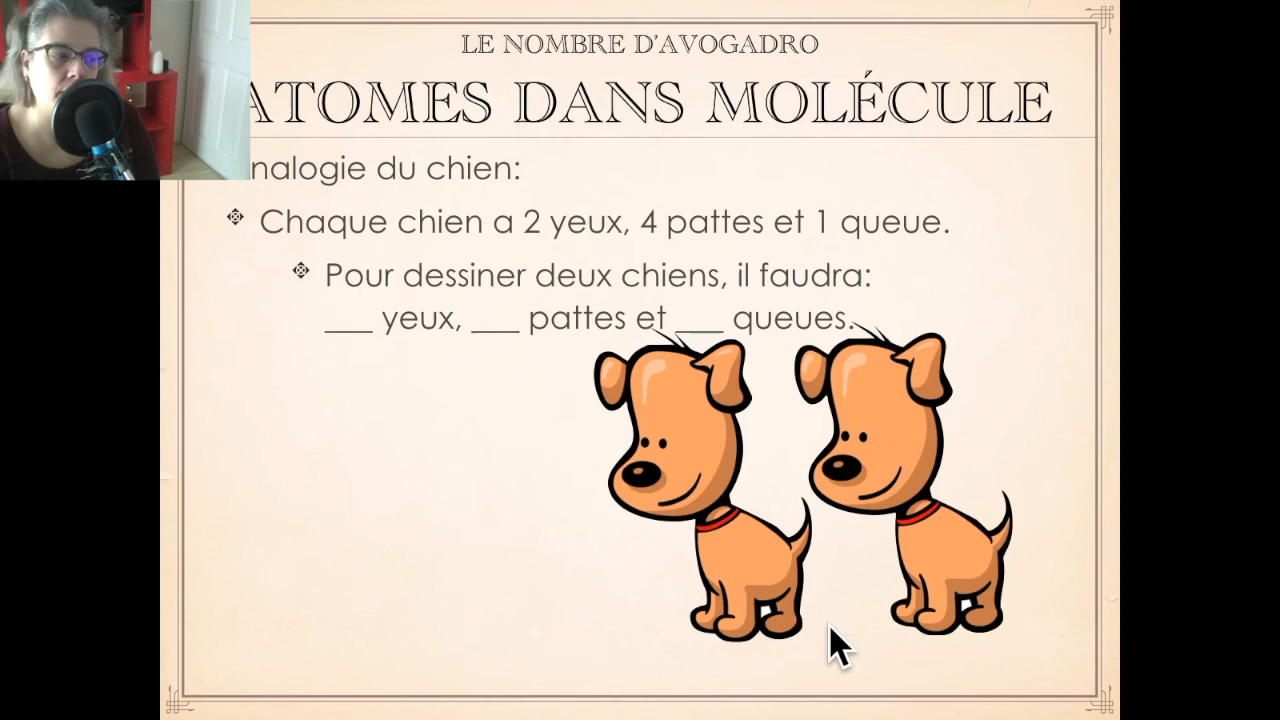 LE NOMBRE D'AVOGADRO
ATOMES DANS MOLÉCULE
nalogie du chien:
Chaque chien a 2 yeux, 4 pattes et 1 queue.
Pour dessiner deux chiens, il faudra:
___ yeux, ___ pattes et ___ queues.